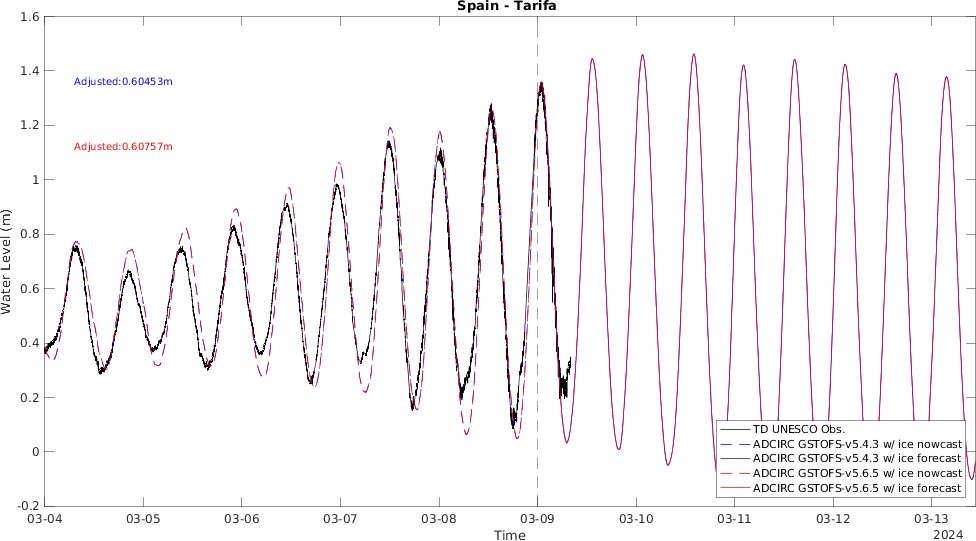 Spain - Tarifa
1.6
1.4
1.2
1
0.8
0.6
0.4
0.2
0
-0.2
Water Level (m)
Adjusted:0.60453m
Adjusted:0.60757m
TD UNESCO Obs.
ADCIRC GSTOFS-v5.4.3 w/ ice nowcast
ADCIRC GSTOFS-v5.4.3 w/ ice forecast
ADCIRC GSTOFS-v5.6.5 w/ ice nowcast
ADCIRC GSTOFS-v5.6.5 w/ ice forecast
03-04 03-05 03-06 03-07 03-08 03-09 03-10 03-11 03-12 03-13
Time
2024